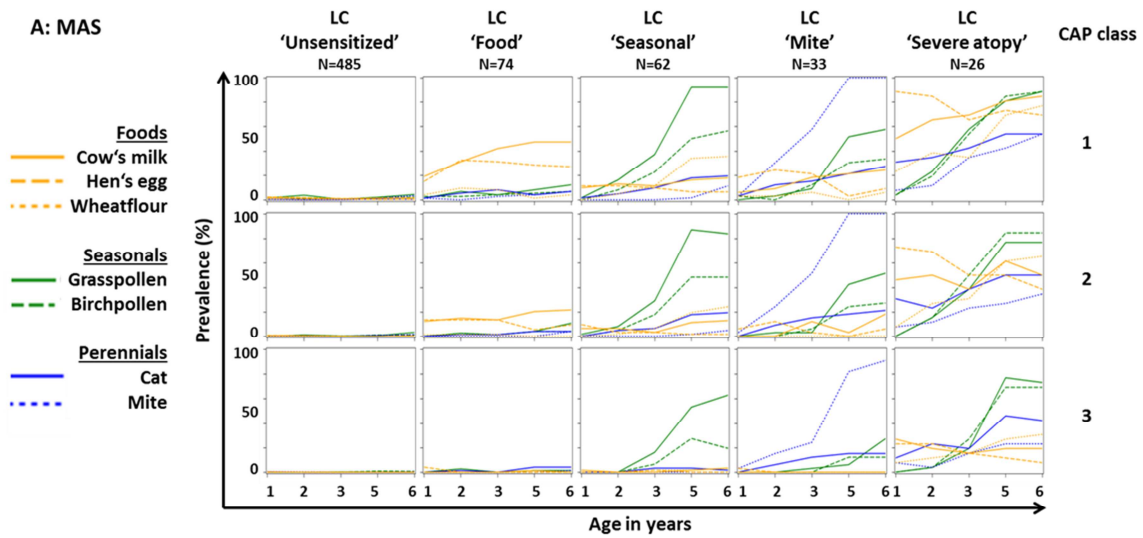 A: MAS
LC
‘Unsensitized’
N=485
LC
‘Food’
N=74
LC
‘Seasonal’
N=62
LC
‘Mite’
N=33
LC
‘Severe atopy’
N=26
CAP class
Foods
Cow‘s milk
Hen‘s egg
Wheatflour
Seasonals
Grasspollen
Birchpollen
Perennials
Cat
Mite
Prevalence (%)
100
50
0
1
100
50
0
2
100
50
0
3
1 2 3 5 6
1 2 3 5 6
1 2 3 5 6
1 2 3 5 6
1 2 3 5 6
Age in years